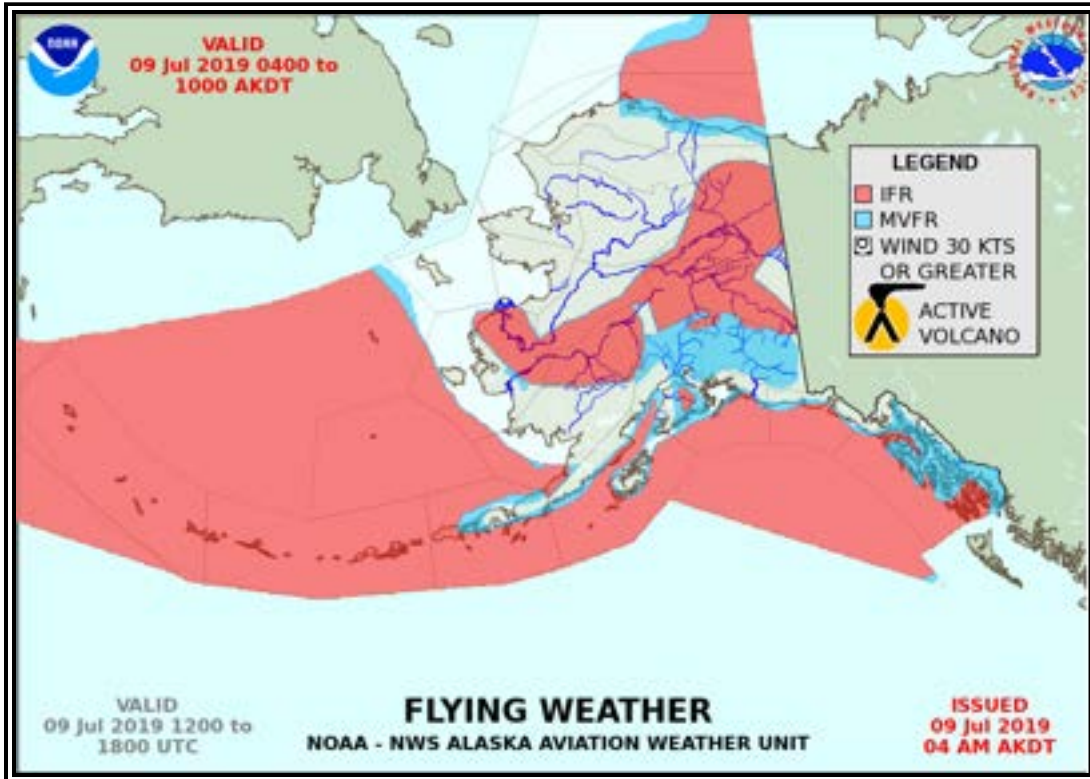 NOAA
VALID
09 Jul 2019 0400 to
1000 AKDT
LEGEND
IFR
MVFR
WIND 30 KTS
OR GREATER
ACTIVE
VOLCANO
VALID
09 Jul 2019 1200 to
1800 UTC
FLYING WEATHER
NOAA - NWS ALASKA AVIATION WEATHER UNIT
ISSUED
09 Jul 2019
04 AM AKDT